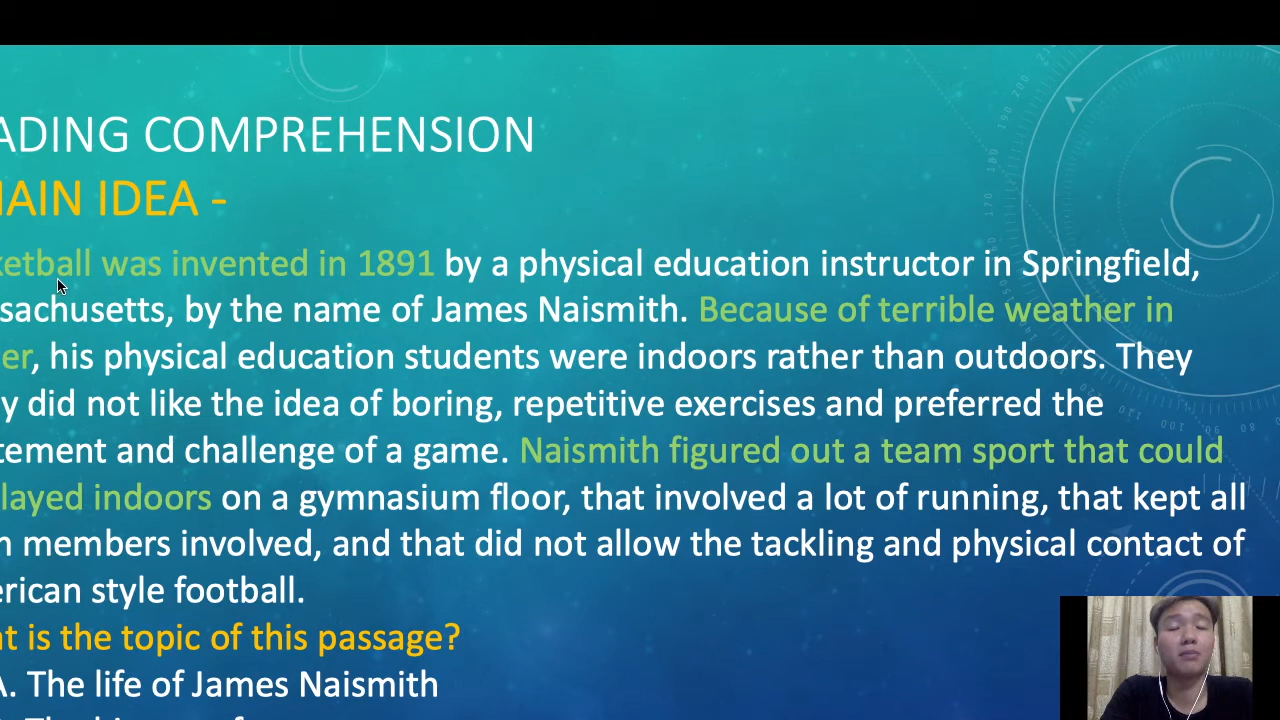 ADING COMPREHENSION
AIN IDEA -
etball was invented in 1891 by a physical education instructor in Springfield,
sachusetts, by the name of James Naismith. Because of terrible weather in
er, his physical education students were indoors rather than outdoors. They
y did not like the idea of boring, repetitive exercises and preferred the
tement and challenge of a game. Naismith figured out a team sport that could
layed indoors on a gymnasium floor, that involved a lot of running, that kept all
members involved, and that did not allow the tackling and physical contact of
erican style football.
t is the topic of this passage?
A. The life of James Naismith